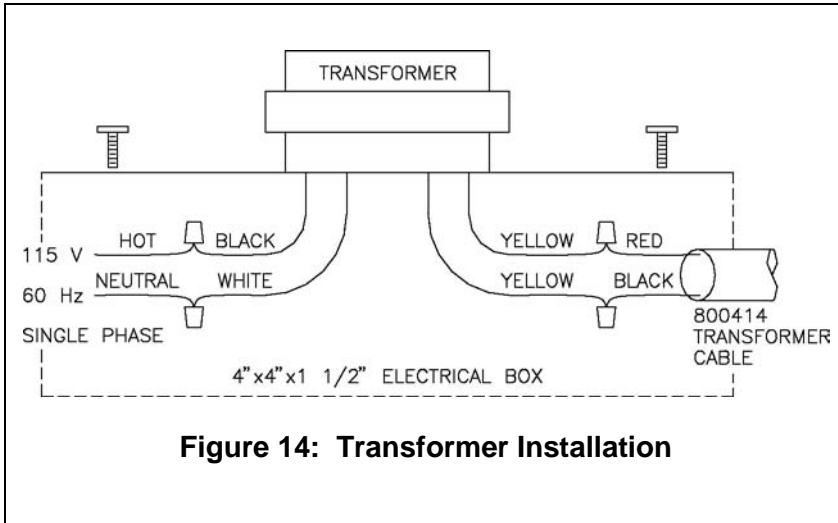 TRANSFORMER
HOT BLACK YELLOW RED
115 V
NEUTRAL WHITE YELLOW BLACK
60 Hz
SINGLE PHASE
800414
TRANSFORMER
CABLE
4"x4"x1 1/2" ELECTRICAL BOX
Figure 14: Transformer Installation